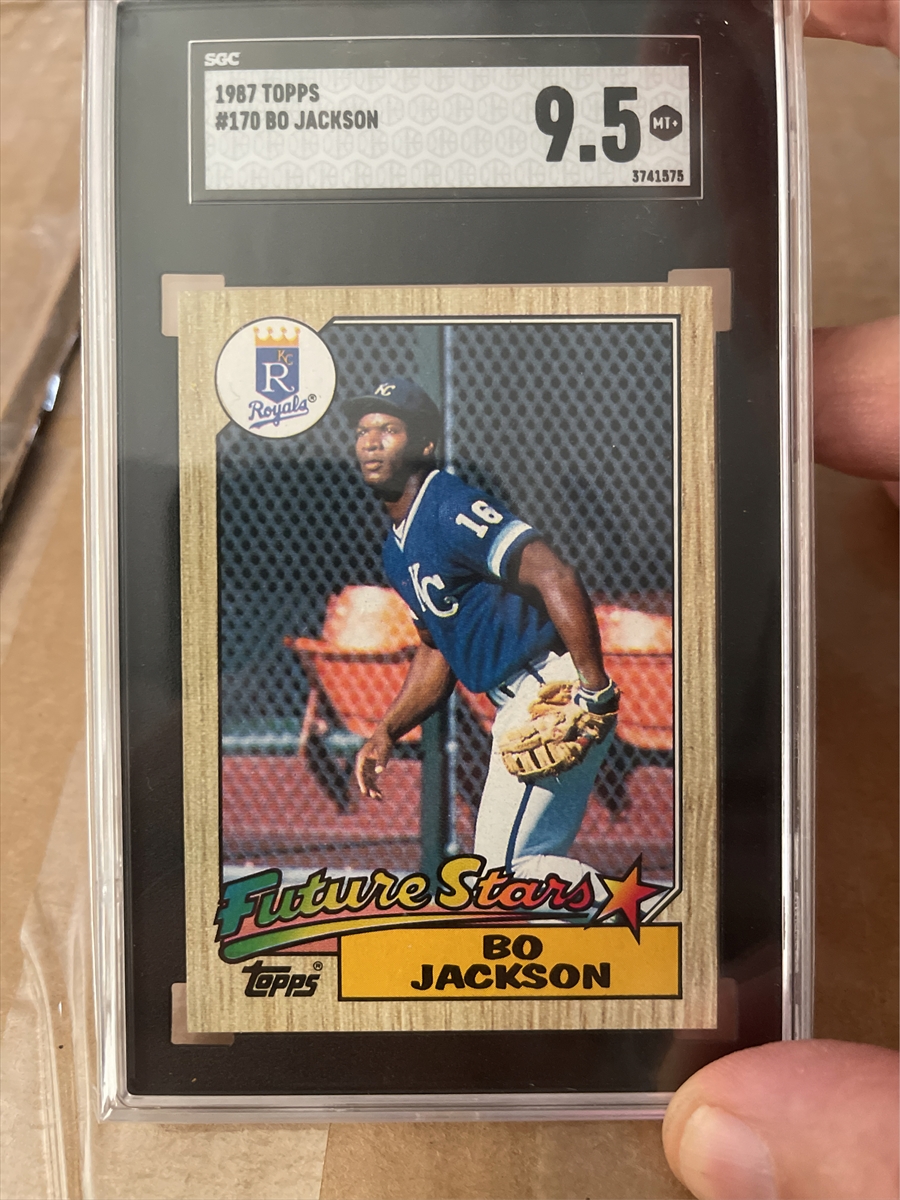 SGC
1987 TOPPS
#170 BO JACKSON
9.5 MT+
3741575
KC
R
Royals®
KC
16
KC
Future Stars
topps®
BO
JACKSON